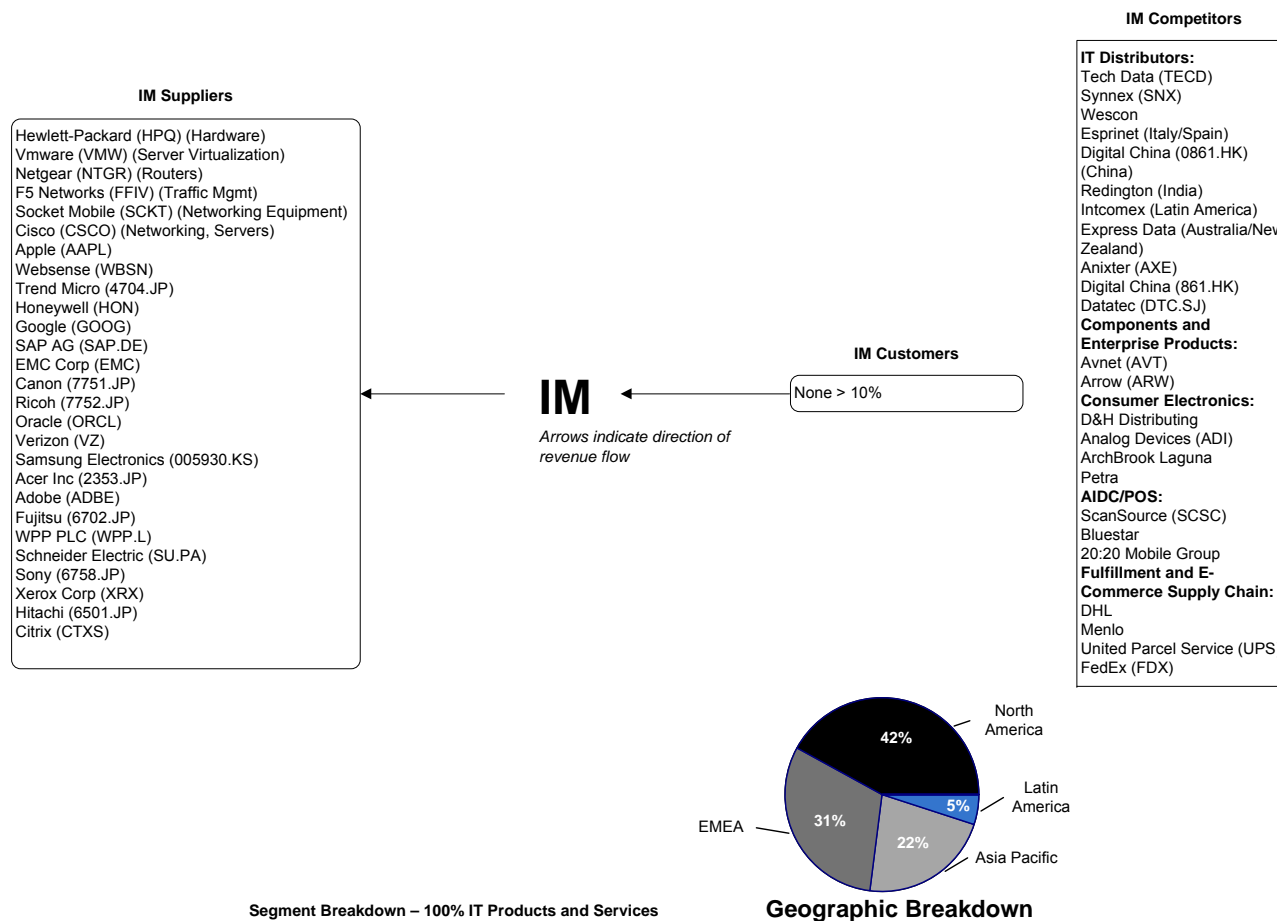 IM Competitors
IT Distributors:
Tech Data (TECD)
Synnex (SNX)
Wescon
Esprinet (Italy/Spain)
Digital China (0861.HK)
(China)
Redington (India)
Intcomex (Latin America)
Express Data (Australia/New
Zealand)
Anixter (AXE)
Digital China (861.HK)
Datatec (DTC.SJ)
Components and
Enterprise Products:
Avnet (AVT)
Arrow (ARW)
Consumer Electronics:
D&H Distributing
Analog Devices (ADI)
ArchBrook Laguna
Petra
AIDC/POS:
ScanSource (SCSC)
Bluestar
20:20 Mobile Group
Fulfillment and E-
Commerce Supply Chain:
DHL
Menlo
United Parcel Service (UPS
FedEx (FDX)
IM Suppliers
Hewlett-Packard (HPQ) (Hardware)
Vmware (VMW) (Server Virtualization)
Netgear (NTGR) (Routers)
F5 Networks (FFIV) (Traffic Mgmt)
Socket Mobile (SCKT) (Networking Equipment)
Cisco (CSCO) (Networking, Servers)
Apple (AAPL)
Websense (WBSN)
Trend Micro (4704.JP)
Honeywell (HON)
Google (GOOG)
SAP AG (SAP.DE)
EMC Corp (EMC)
Canon (7751.JP)
Ricoh (7752.JP)
Oracle (ORCL)
Verizon (VZ)
Samsung Electronics (005930.KS)
Acer Inc (2353.JP)
Adobe (ADBE)
Fujitsu (6702.JP)
WPP PLC (WPP.L)
Schneider Electric (SU.PA)
Sony (6758.JP)
Xerox Corp (XRX)
Hitachi (6501.JP)
Citrix (CTXS)
IM
Arrows indicate direction of
revenue flow
IM Customers
None > 10%
North
America
42%
Latin
America
5%
EMEA
31%
22%
Asia Pacific
Segment Breakdown – 100% IT Products and Services
Geographic Breakdown